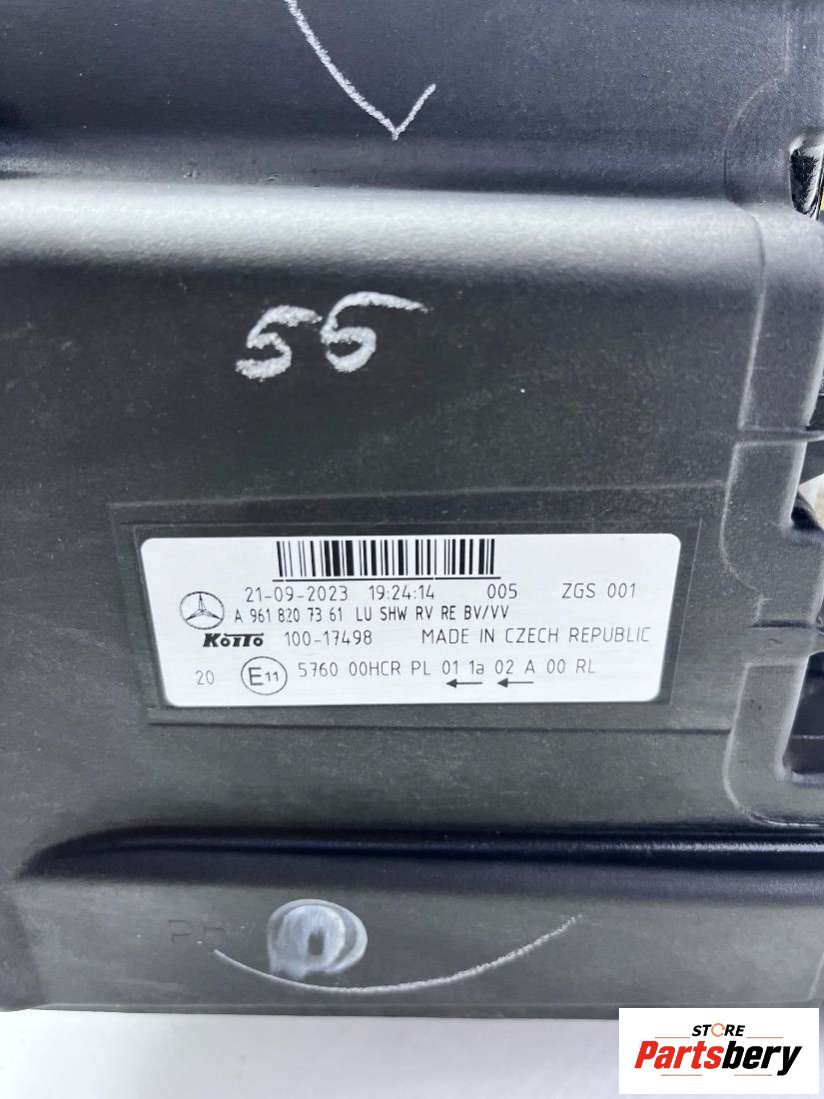 55
21-09-2023 19:24:14 005 ZGS 001
A 961 820 73 61 LU SHW RV RE BV/VV
KOITO 100-17498 MADE IN CZECH REPUBLIC
20 E11 5760 00HCR PL 01 1a 02 A 00 RL
STORE
Partsbery